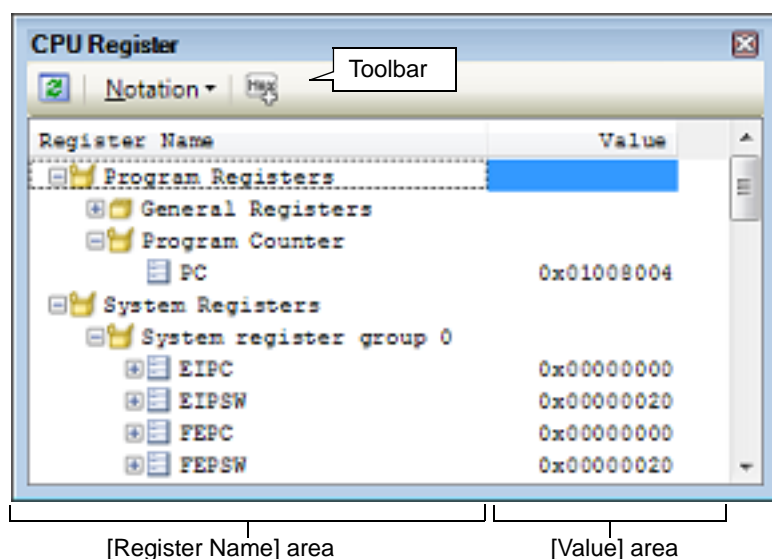 CPU Register
Notation
Hex
Toolbar
Register Name Value
Program Registers
General Registers
Program Counter
PC 0x01008004
System Registers
System register group 0
EIPC 0x00000000
EIPSW 0x00000020
FEPC 0x00000000
FEPSW 0x00000020
[Register Name] area [Value] area